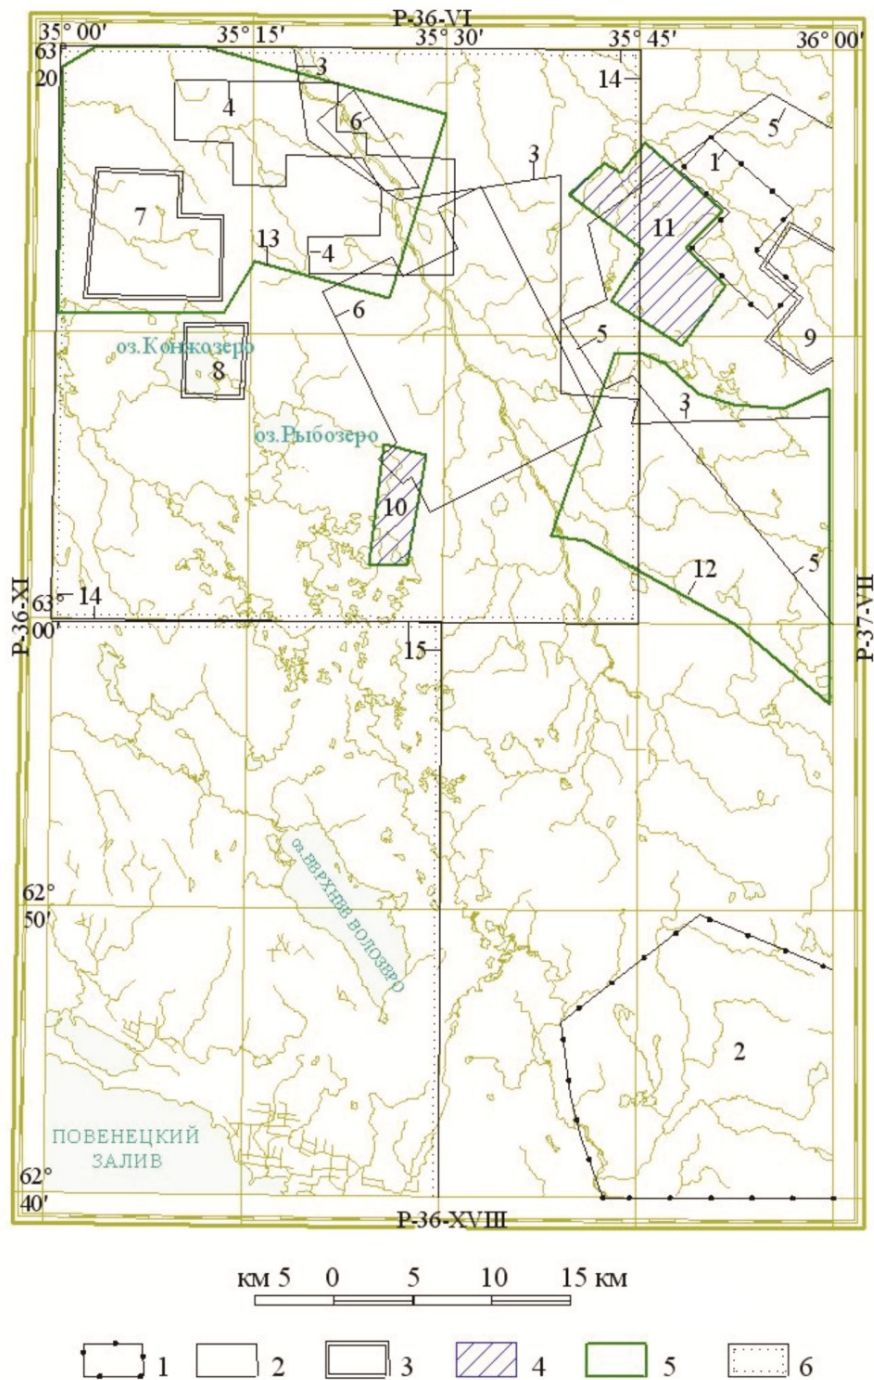 P-36-VI
35° 00' 35° 15' 35° 30' 35° 45' 36° 00'
63°
20'
3
14
4
6
5
1
3
7
11
13
4
6
9
оз.Конжозеро
5
8
3
оз.Рыбозеро
10
12
5
P-36-XI
63°
00'
14
P-37-VII
15
62°
50'
оз.ВЕРХНЕЕ ВОЛОЗЕРО
2
ПОВЕНЕЦКИЙ
ЗАЛИВ
62°
40'
P-36-XVIII
км 5 0 5 10 15 км
1 2 3 4 5 6